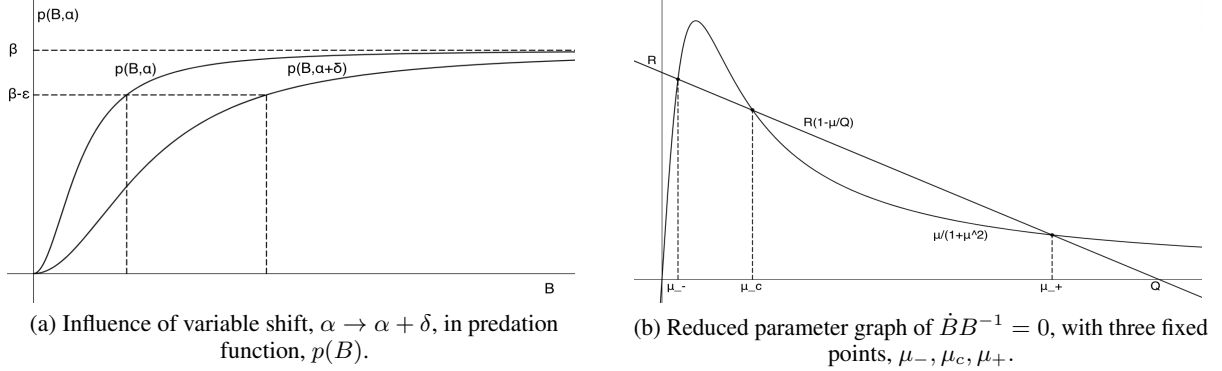 p(B,α)
β
p(B,α)
p(B,α+δ)
β-ε
B
(a) Influence of variable shift, α → α + δ, in predation
function, p(B).
R
R(1-μ/Q)
μ/(1+μ^2)
μ_-
μ_c
μ_+
Q
(b) Reduced parameter graph of ḂB⁻¹ = 0, with three fixed
points, μ₋, μ_c, μ₊.